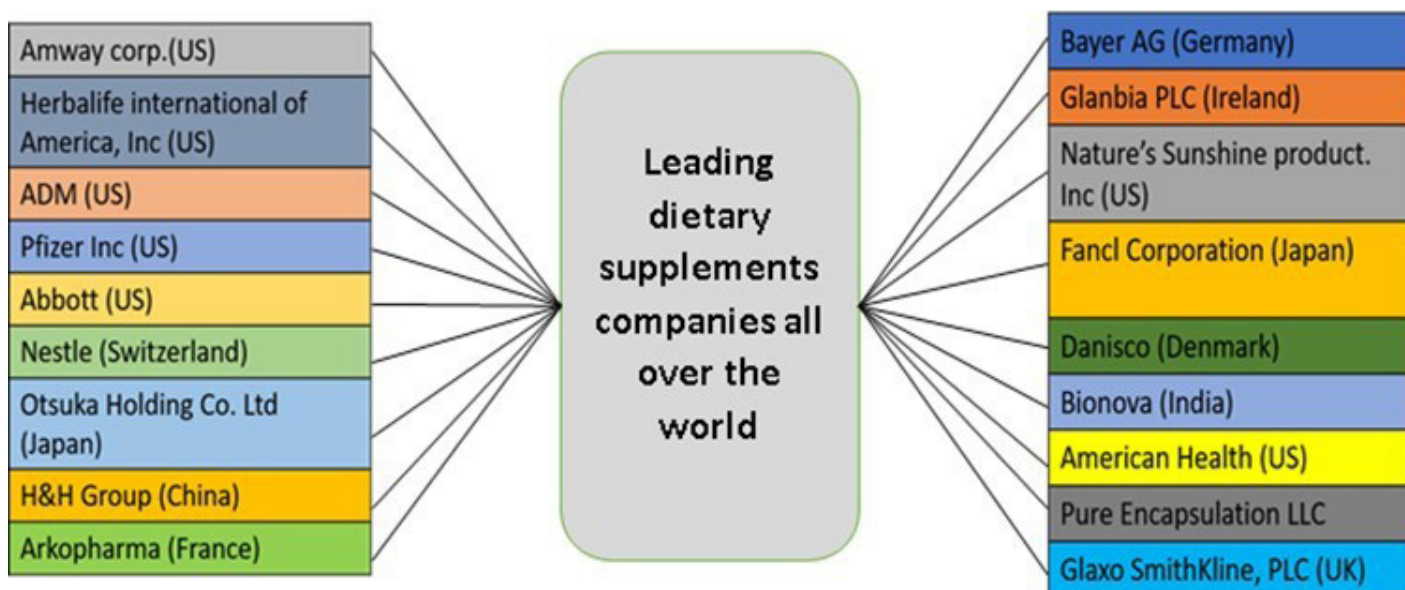 Amway corp.(US)
Herbalife international of
America, Inc (US)
ADM (US)
Pfizer Inc (US)
Abbott (US)
Nestle (Switzerland)
Otsuka Holding Co. Ltd
(Japan)
H&H Group (China)
Arkopharma (France)
Leading
dietary
supplements
companies all
over the
world
Bayer AG (Germany)
Glanbia PLC (Ireland)
Nature’s Sunshine product.
Inc (US)
Fancl Corporation (Japan)
Danisco (Denmark)
Bionova (India)
American Health (US)
Pure Encapsulation LLC
Glaxo SmithKline, PLC (UK)